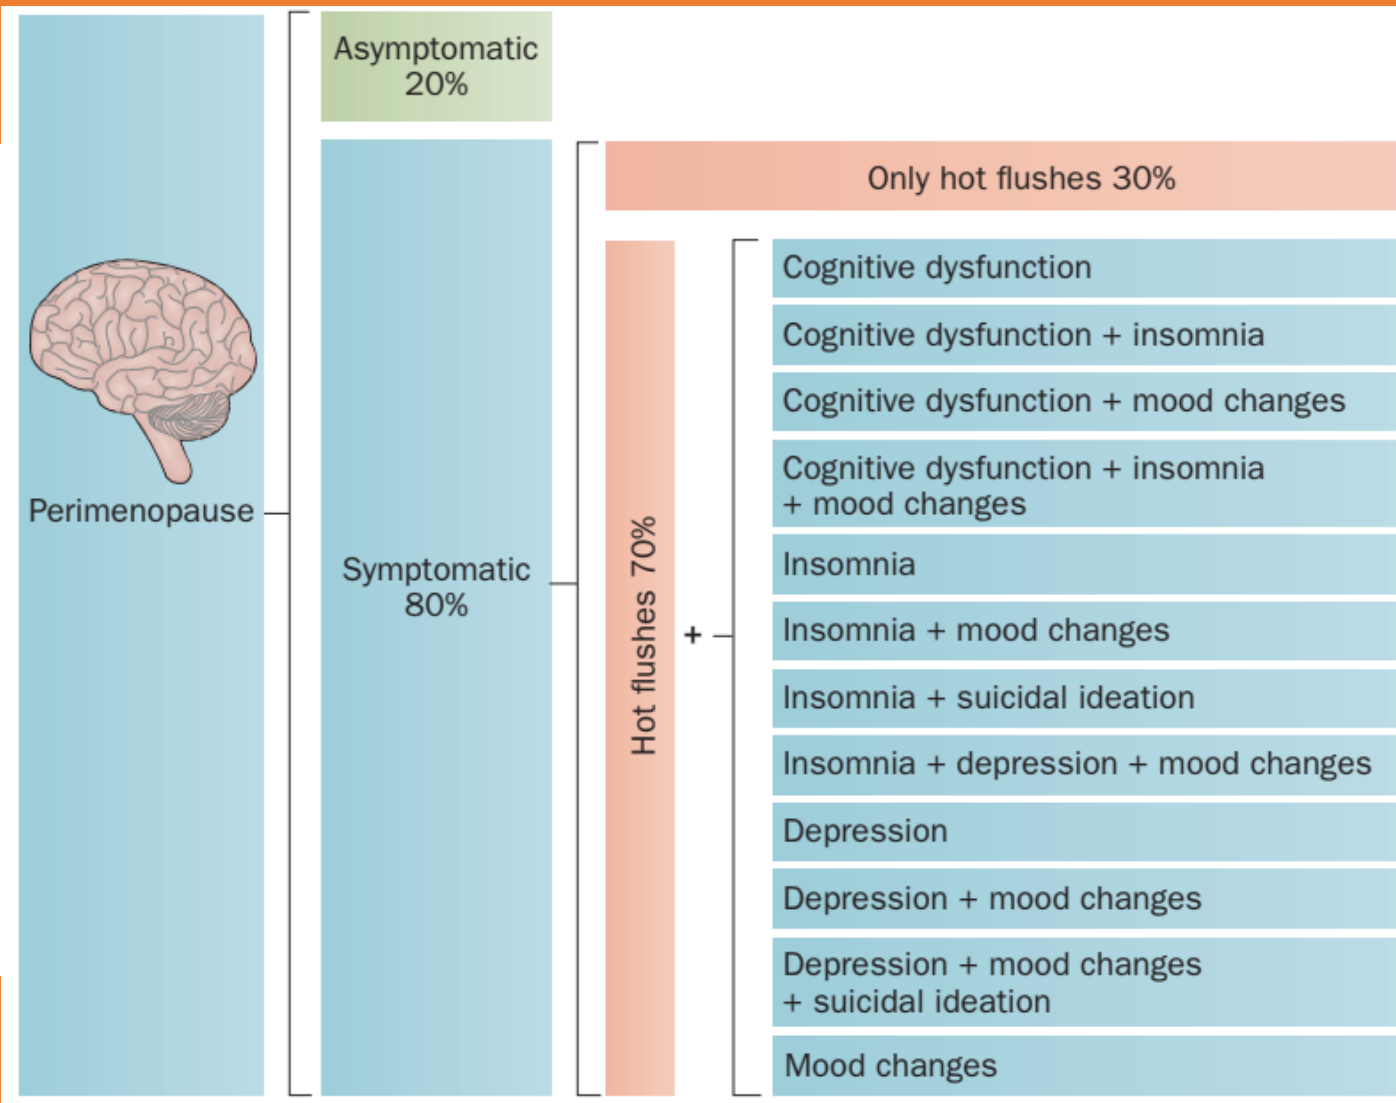 Asymptomatic
20%
Only hot flushes 30%
Cognitive dysfunction
Cognitive dysfunction + insomnia
Cognitive dysfunction + mood changes
Cognitive dysfunction + insomnia
+ mood changes
Perimenopause
Symptomatic
80%
Hot flushes 70%
+
Insomnia
Insomnia + mood changes
Insomnia + suicidal ideation
Insomnia + depression + mood changes
Depression
Depression + mood changes
Depression + mood changes
+ suicidal ideation
Mood changes